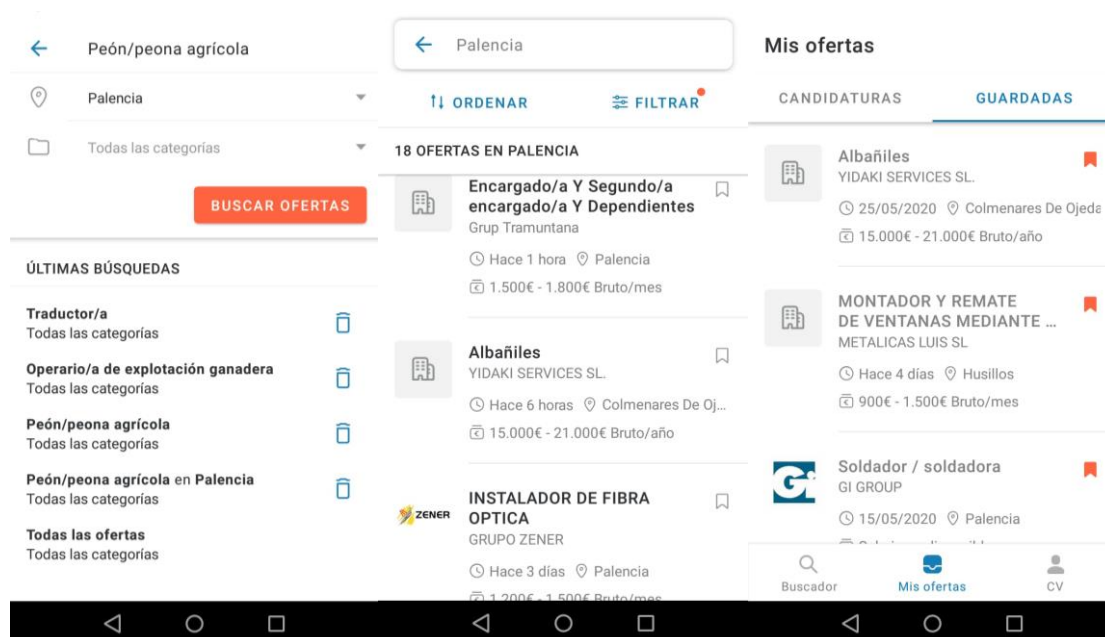 Peón/peona agrícola
Palencia
Todas las categorías
BUSCAR OFERTAS
ÚLTIMAS BÚSQUEDAS
Traductor/a
Todas las categorías
Operario/a de explotación ganadera
Todas las categorías
Peón/peona agrícola
Todas las categorías
Peón/peona agrícola en Palencia
Todas las categorías
Todas las ofertas
Todas las categorías
Palencia
ORDENAR
FILTRAR
18 OFERTAS EN PALENCIA
Encargado/a Y Segundo/a
encargado/a Y Dependientes
Grup Tramuntana
Hace 1 hora Palencia
1.500€ - 1.800€ Bruto/mes
Albañiles
YIDAKI SERVICES SL.
Hace 6 horas Colmenares De Oj...
15.000€ - 21.000€ Bruto/año
ZENER
INSTALADOR DE FIBRA
OPTICA
GRUPO ZENER
Hace 3 días Palencia
1.200€ - 1.500€ Bruto/mes
Mis ofertas
CANDIDATURAS
GUARDADAS
Albañiles
YIDAKI SERVICES SL.
25/05/2020 Colmenares De Ojeda
15.000€ - 21.000€ Bruto/año
MONTADOR Y REMATE
DE VENTANAS MEDIANTE ...
METALICAS LUIS SL
Hace 4 días Husillos
900€ - 1.500€ Bruto/mes
Gi
Soldador / soldadora
GI GROUP
15/05/2020 Palencia
Buscador
Mis ofertas
CV